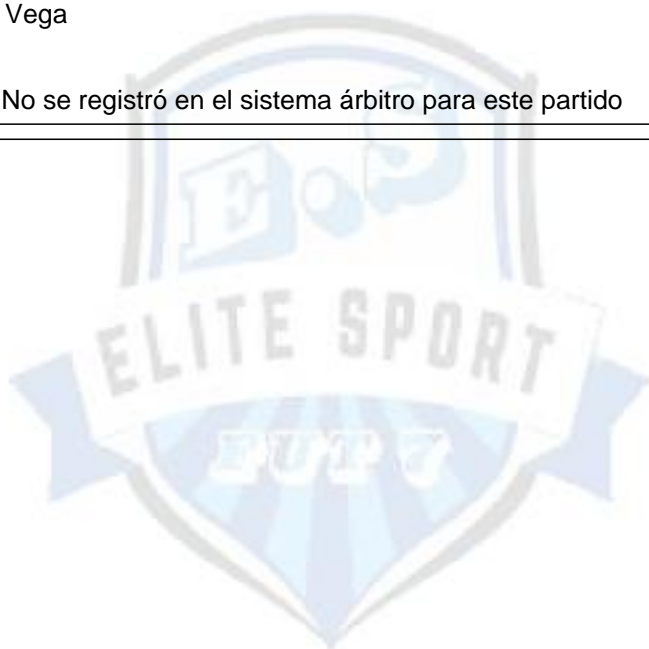 Vega
No se registró en el sistema árbitro para este partido
E.S
ELITE SPORT
FUT 7